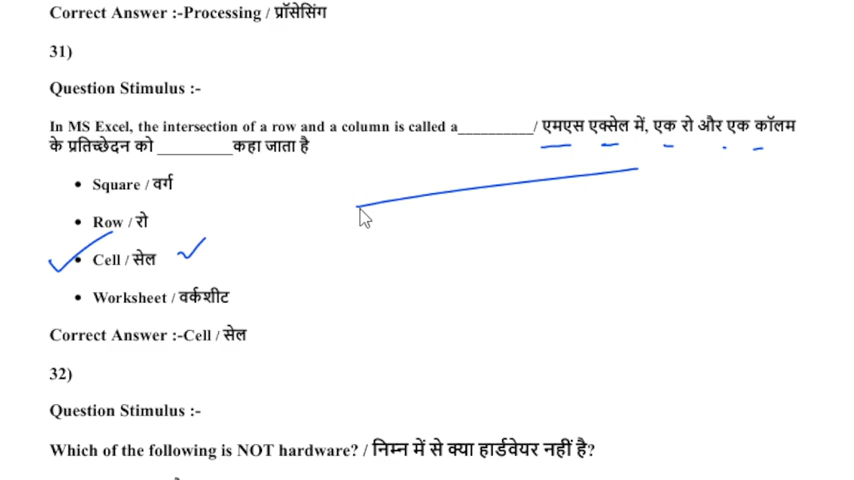 Correct Answer :-Processing / प्रॉसेसिंग
31)
Question Stimulus :-
In MS Excel, the intersection of a row and a column is called a__________/ एमएस एक्सेल में, एक रो और एक कॉलम
के प्रतिच्छेदन को __________कहा जाता है
• Square / वर्ग
• Row / रो
• Cell / सेल
• Worksheet / वर्कशीट
Correct Answer :-Cell / सेल
32)
Question Stimulus :-
Which of the following is NOT hardware? / निम्न में से क्या हार्डवेयर नहीं है?